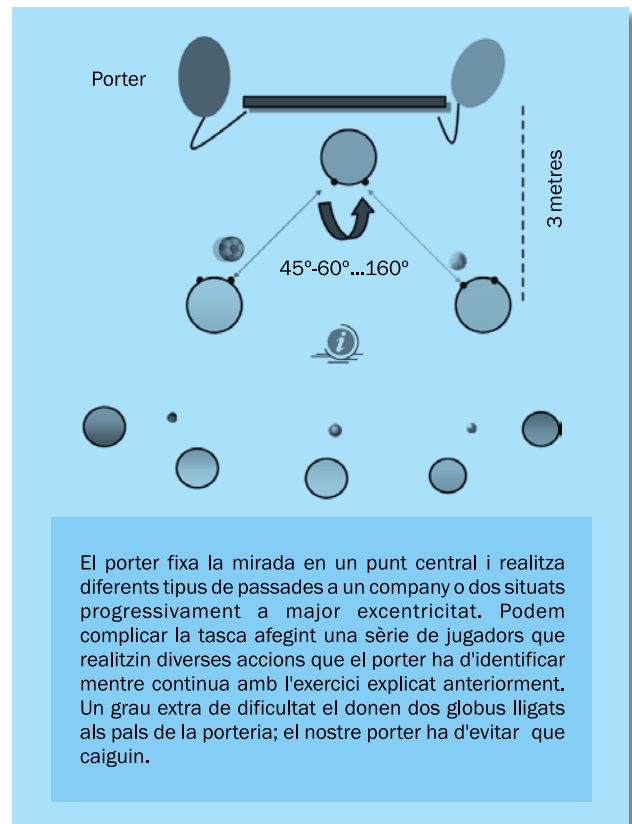 Porter
3 metres
45º-60º...160º
i
El porter fixa la mirada en un punt central i realitza
diferents tipus de passades a un company o dos situats
progressivament a major excentricitat. Podem
complicar la tasca afegint una sèrie de jugadors que
realitzin diverses accions que el porter ha d'identificar
mentre continua amb l'exercici explicat anteriorment.
Un grau extra de dificultat el donen dos globus lligats
als pals de la porteria; el nostre porter ha d'evitar que
caiguin.